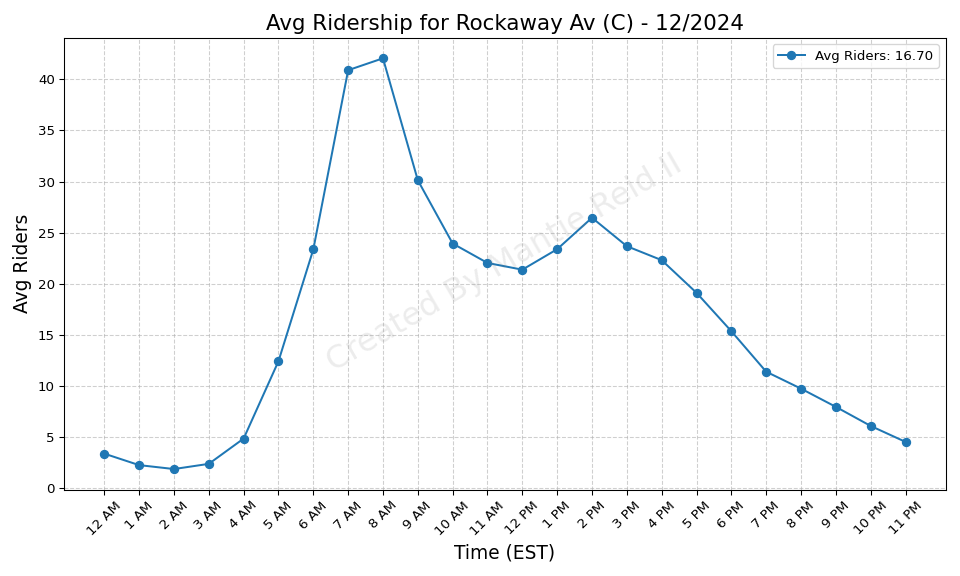 Avg Ridership for Rockaway Av (C) - 12/2024
Avg Riders: 16.70
Avg Riders
40
35
30
25
20
15
10
5
0
Created By Mantie Reid II
12 AM
1 AM
2 AM
3 AM
4 AM
5 AM
6 AM
7 AM
8 AM
9 AM
10 AM
11 AM
12 PM
1 PM
2 PM
3 PM
4 PM
5 PM
6 PM
7 PM
8 PM
9 PM
10 PM
11 PM
Time (EST)